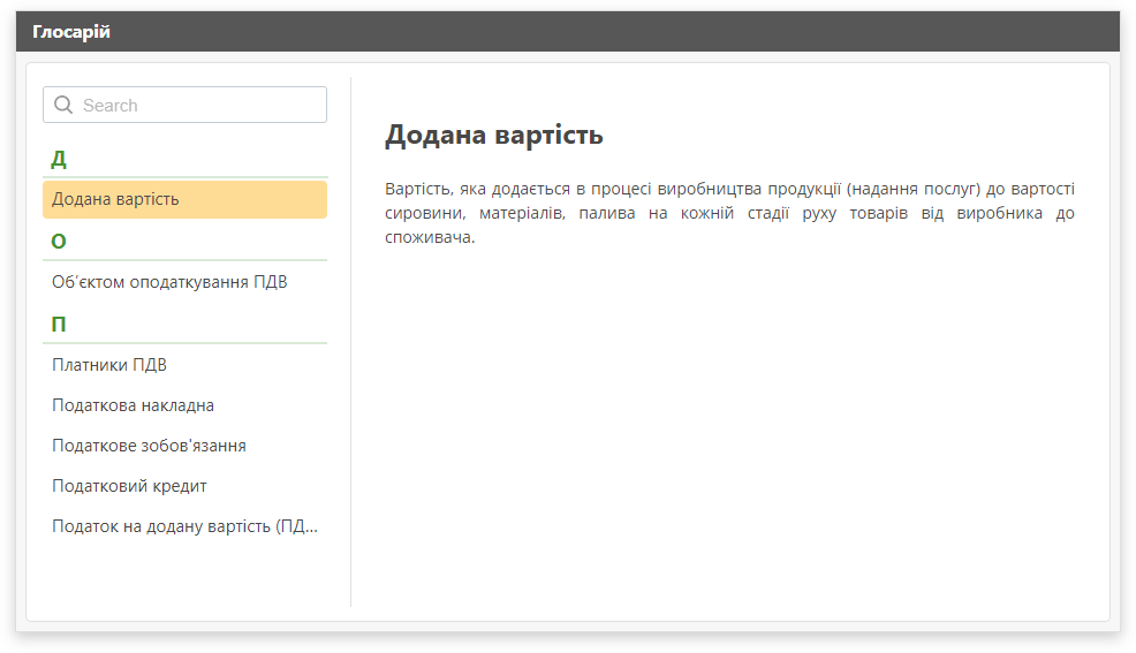 Глосарій
Search
Д
Додана вартість
О
Об’єктом оподаткування ПДВ
П
Платники ПДВ
Податкова накладна
Податкове зобов'язання
Податковий кредит
Податок на додану вартість (ПД...
Додана вартість
Вартість, яка додається в процесі виробництва продукції (надання послуг) до вартості
сировини, матеріалів, палива на кожній стадії руху товарів від виробника до
споживача.